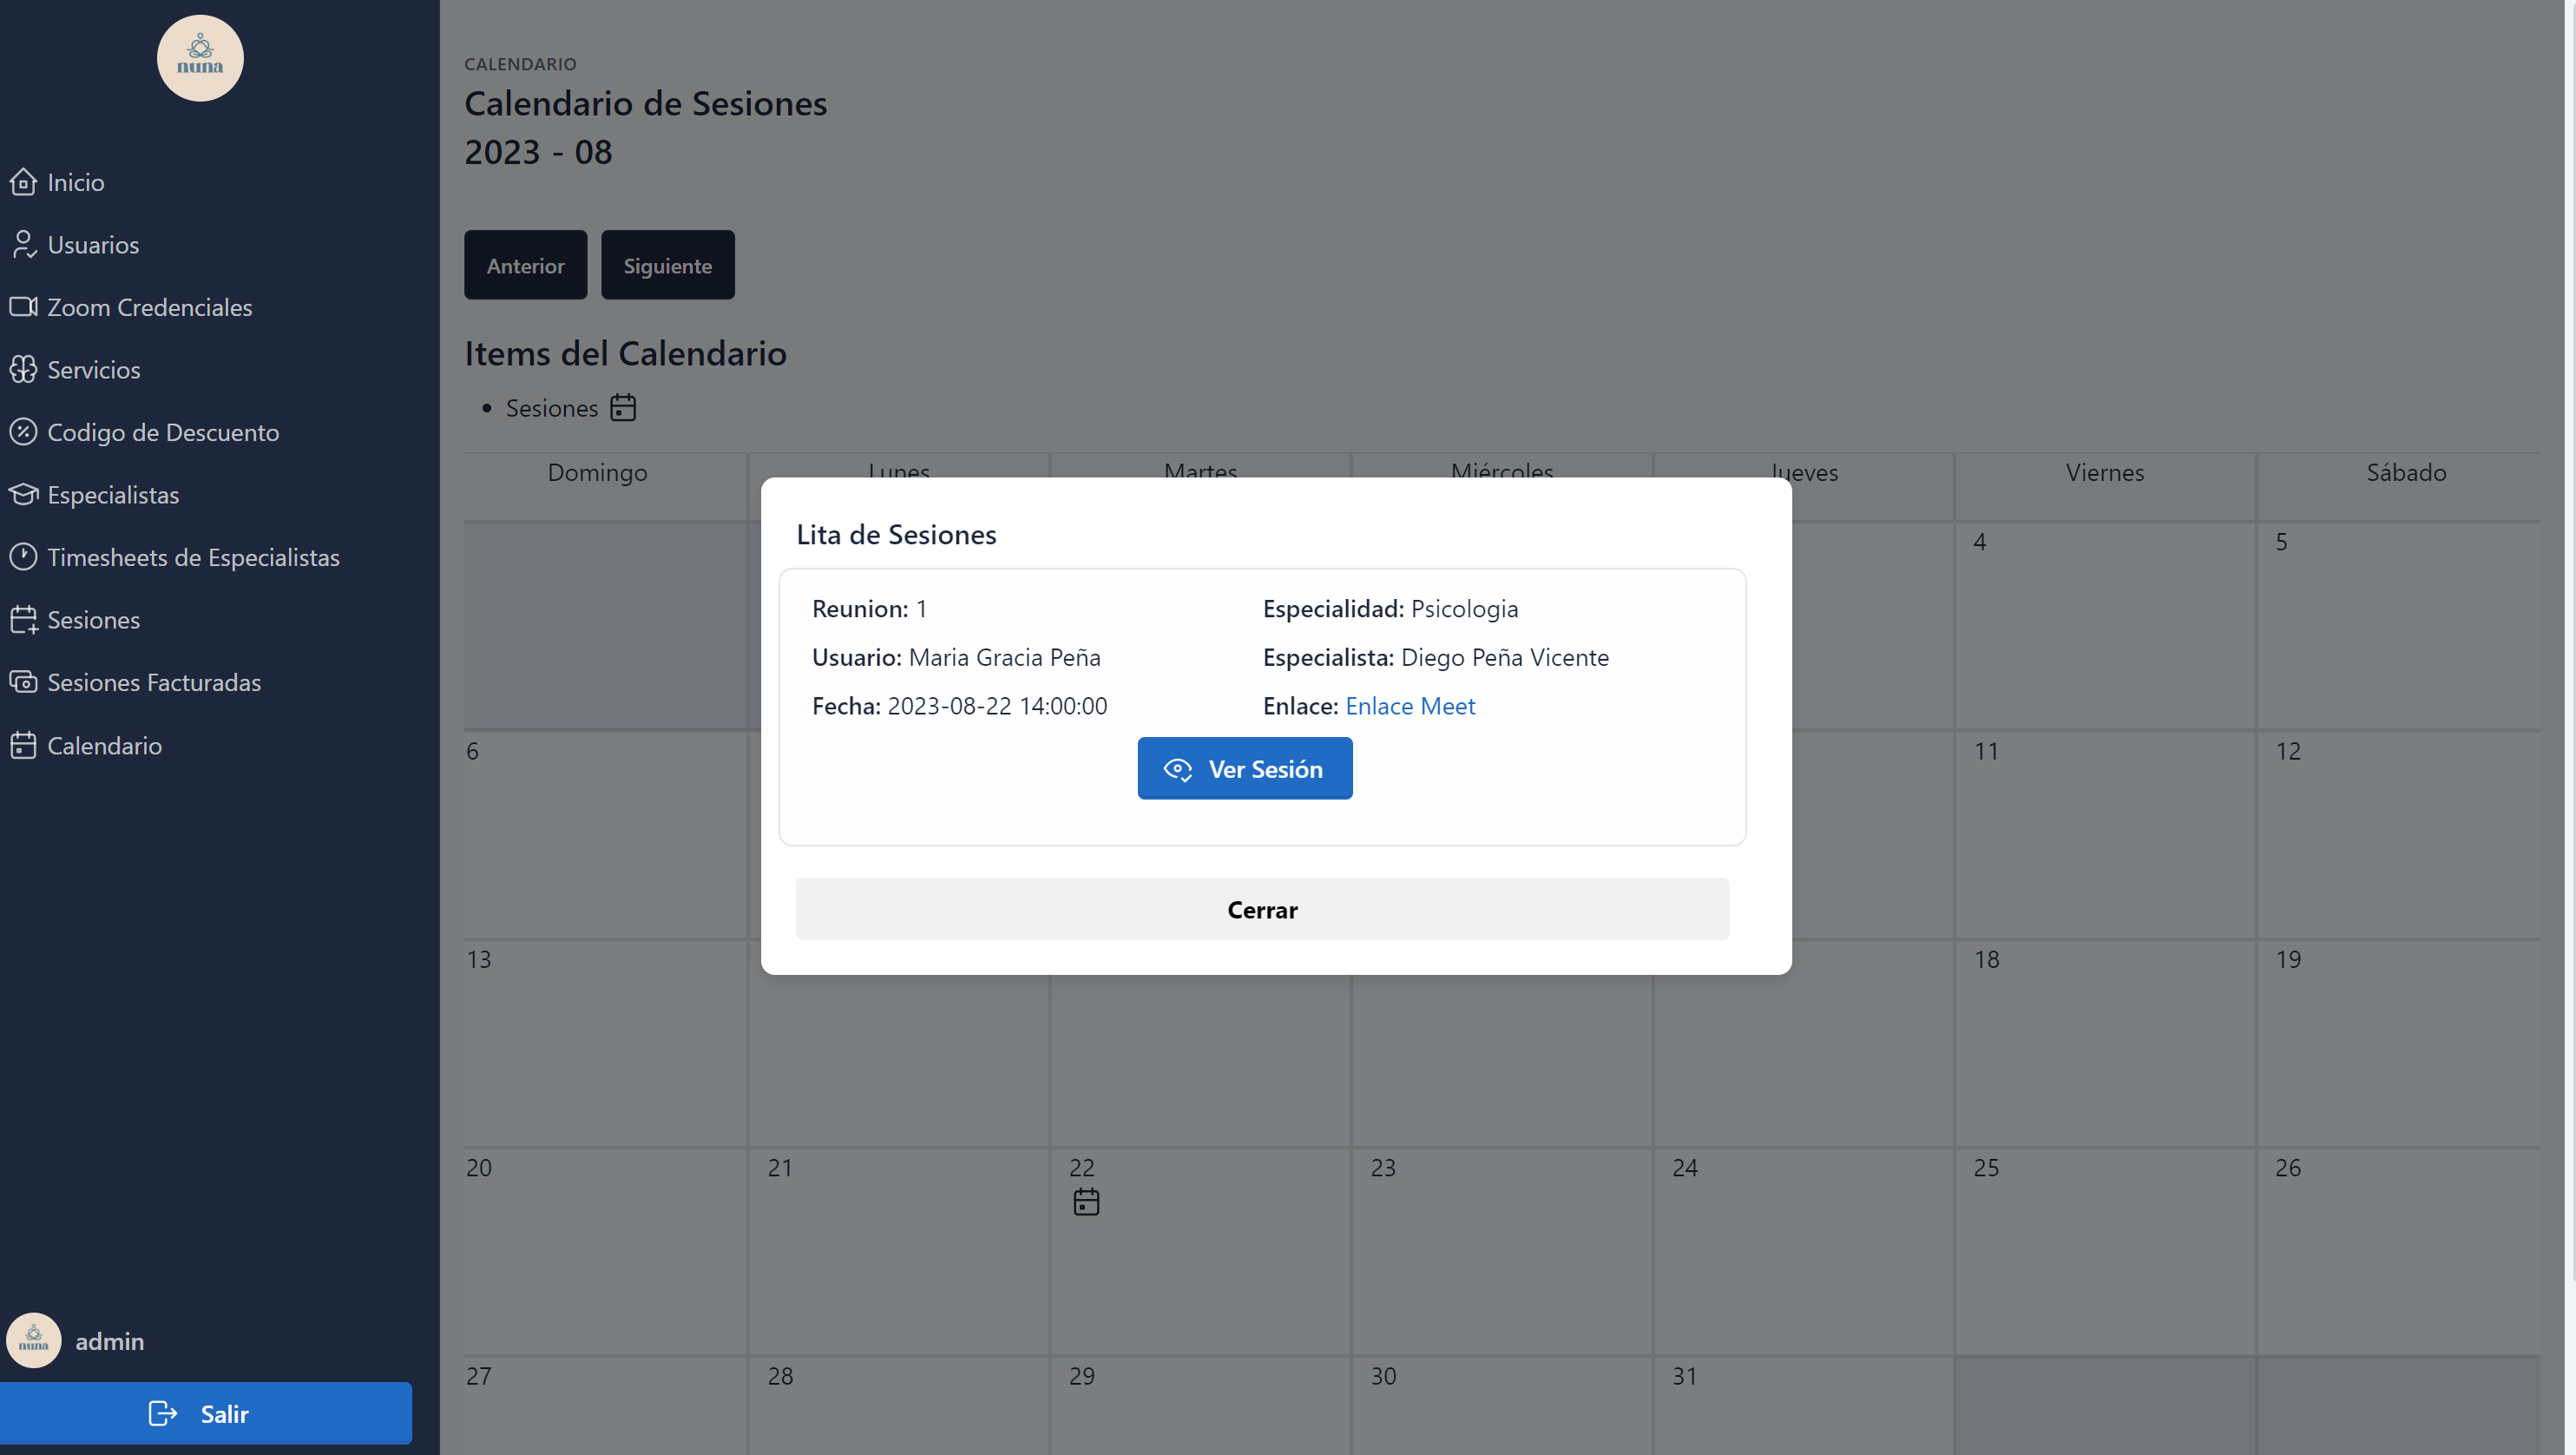 nuna
Inicio
Usuarios
Zoom Credenciales
Servicios
Codigo de Descuento
Especialistas
Timesheets de Especialistas
Sesiones
Sesiones Facturadas
Calendario
nuna
admin
Salir
CALENDARIO
Calendario de Sesiones
2023 - 08
Anterior Siguiente
Items del Calendario
Sesiones
Domingo Lunes Martes Miércoles Jueves Viernes Sábado
4 5
Lita de Sesiones
Reunion: 1 Especialidad: Psicologia
Usuario: Maria Gracia Peña Especialista: Diego Peña Vicente
Fecha: 2023-08-22 14:00:00 Enlace: Enlace Meet
Ver Sesión
Cerrar
6 11 12
13 18 19
20 21 22 23 24 25 26
27 28 29 30 31